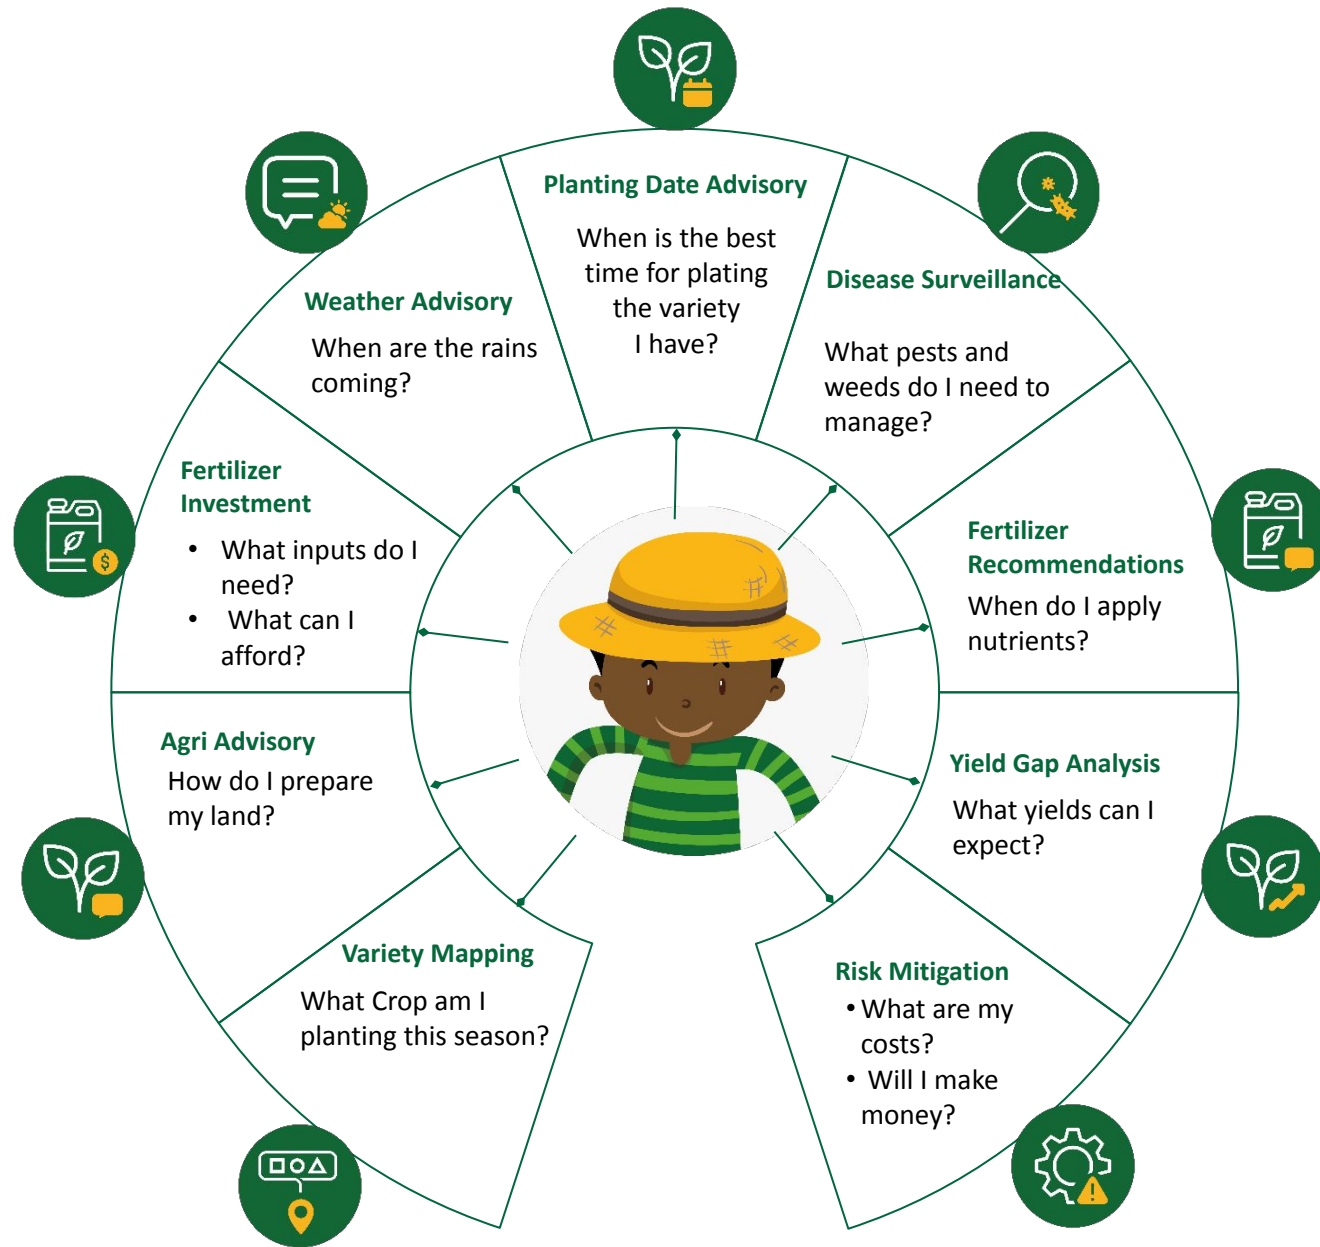 Planting Date Advisory
When is the best
time for plating
the variety
I have?
Disease Surveillance
What pests and
weeds do I need to
manage?
Fertilizer
Recommendations
When do I apply
nutrients?
Yield Gap Analysis
What yields can I
expect?
Risk Mitigation
• What are my
costs?
• Will I make
money?
Variety Mapping
What Crop am I
planting this season?
Agri Advisory
How do I prepare
my land?
Fertilizer
Investment
• What inputs do I
need?
• What can I
afford?
$
Weather Advisory
When are the rains
coming?